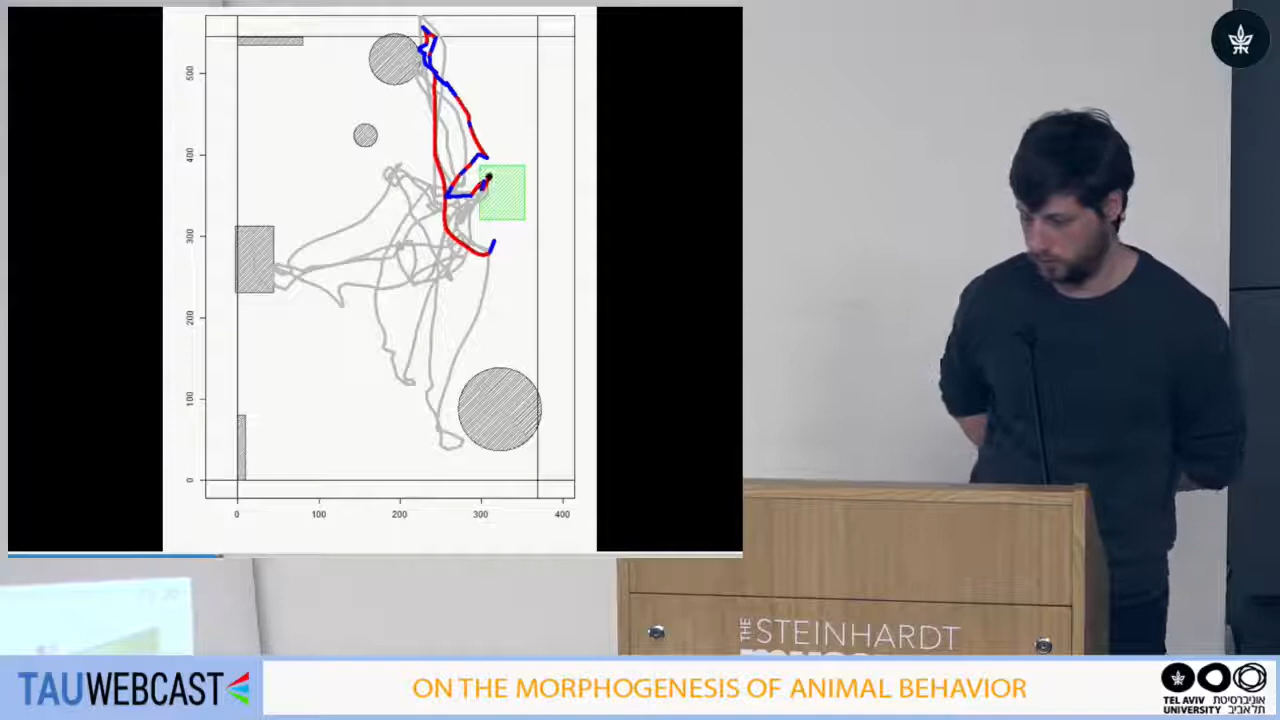 500
400
300
200
100
0
0 100 200 300 400
THE STEINHARDT
TAUWEBCAST
ON THE MORPHOGENESIS OF ANIMAL BEHAVIOR
TEL AVIV אוניברסיטת
UNIVERSITY תל אביב